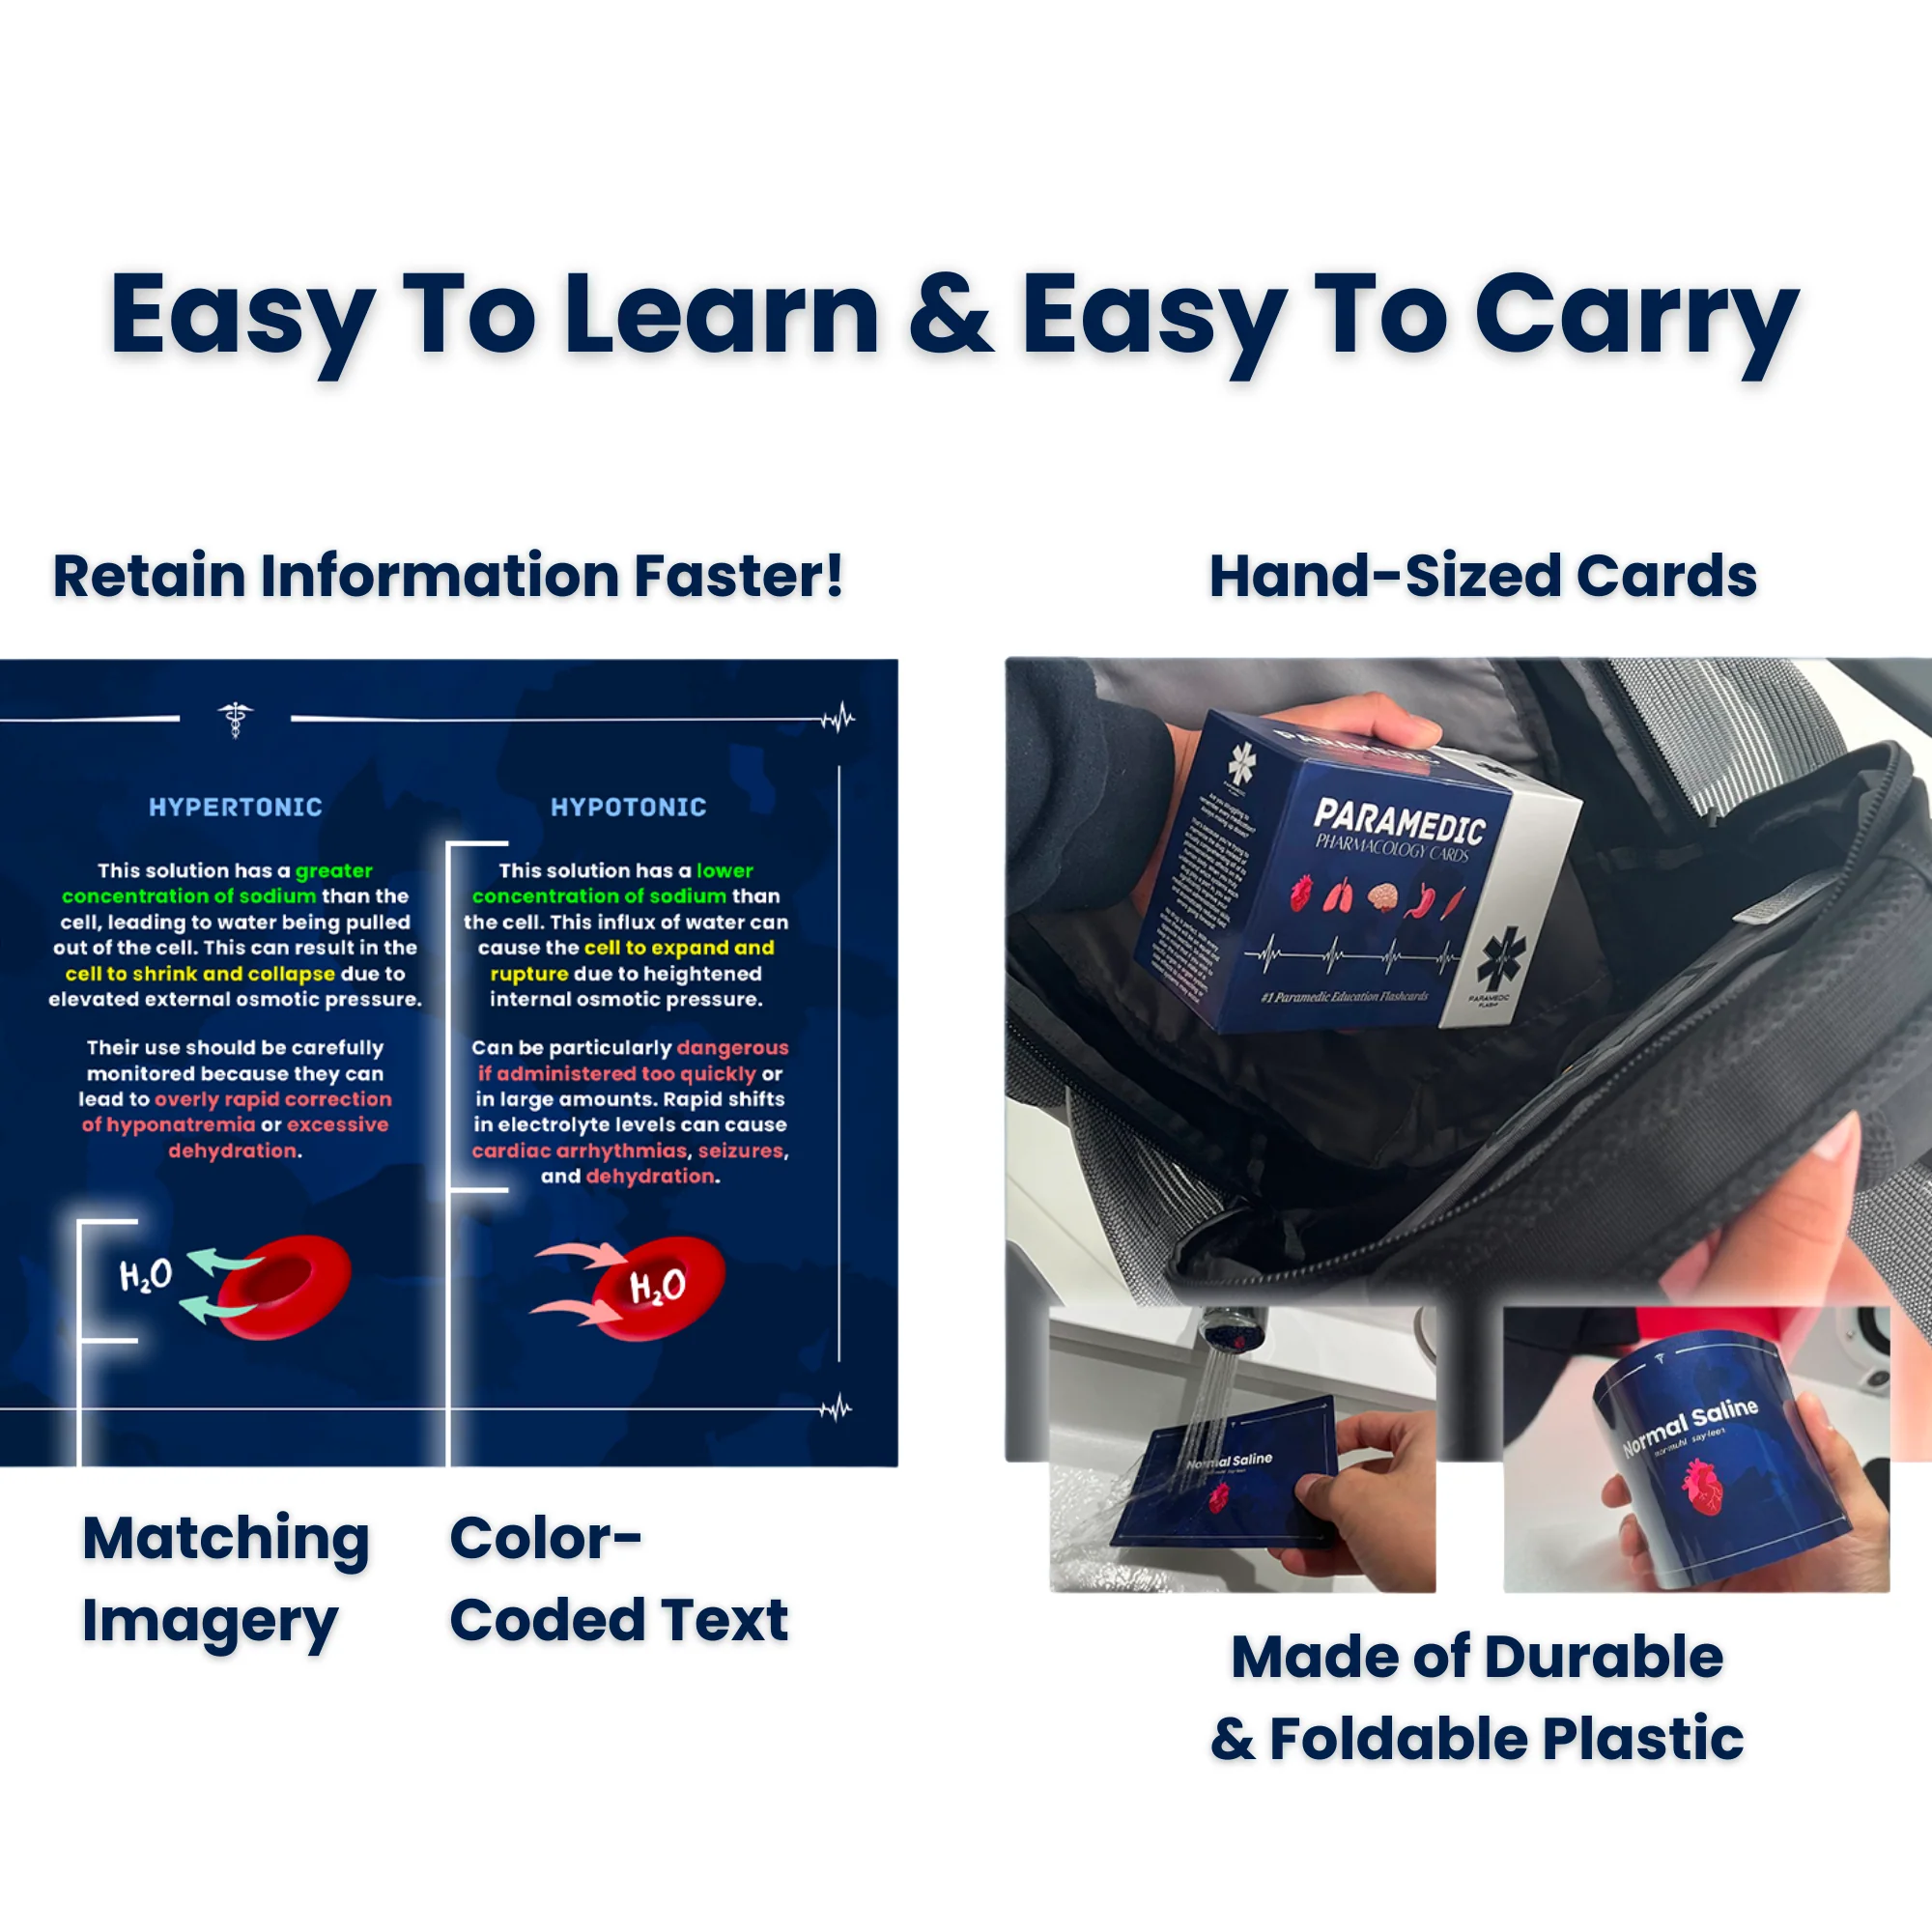 Easy To Learn & Easy To Carry
Retain Information Faster!
HYPERTONIC
This solution has a greater
concentration of sodium than the
cell, leading to water being pulled
out of the cell. This can result in the
cell to shrink and collapse due to
elevated external osmotic pressure.
Their use should be carefully
monitored because they can
lead to overly rapid correction
of hyponatremia or excessive
dehydration.
H₂O
HYPOTONIC
This solution has a lower
concentration of sodium than
the cell. This influx of water can
cause the cell to expand and
rupture due to heightened
internal osmotic pressure.
Can be particularly dangerous
if administered too quickly or
in large amounts. Rapid shifts
in electrolyte levels can cause
cardiac arrhythmias, seizures,
and dehydration.
H₂O
Matching
Imagery
Color-
Coded Text
Hand-Sized Cards
PARAMEDIC
PARAMEDIC
PHARMACOLOGY CARDS
#1 Paramedic Education Flashcards
PARAMEDIC
FLASH
Normal Saline
Normal Saline
nor-muhl say-leen
Made of Durable
& Foldable Plastic